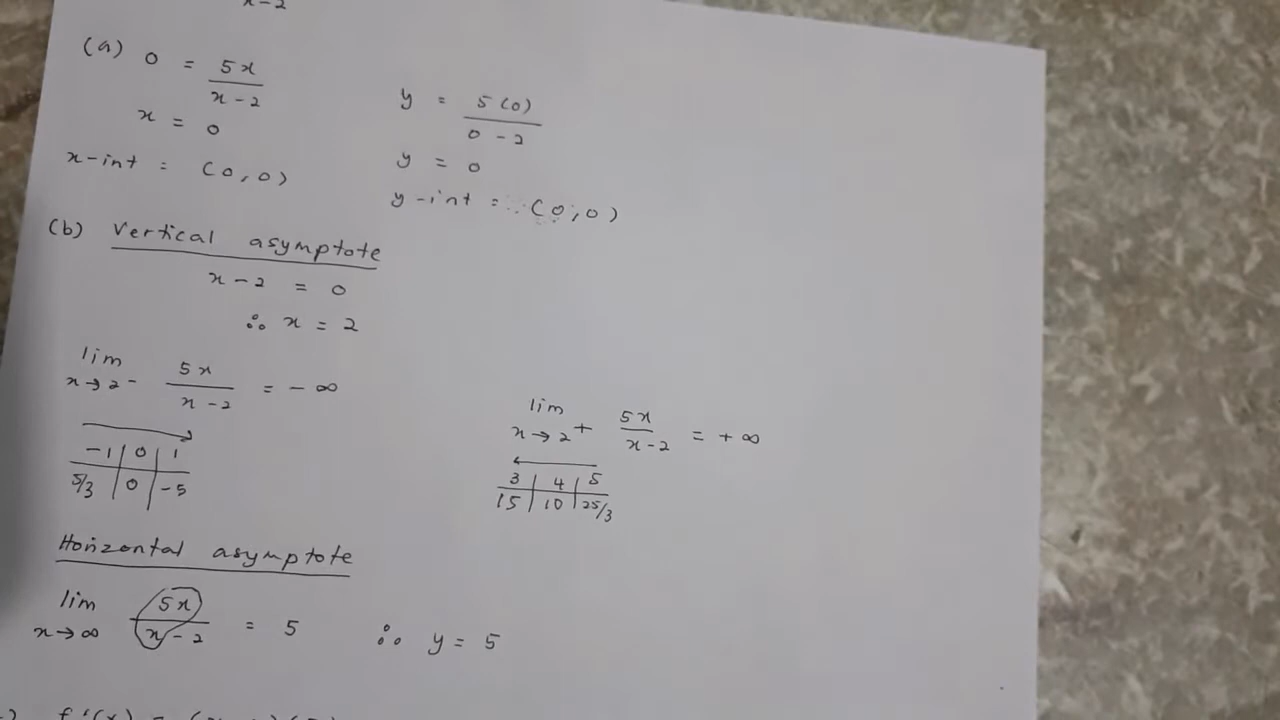 x-2
(a) 0 = 5x / x-2
x = 0
x-int = (0,0)
y = 5(0) / 0-2
y = 0
y-int = (0,0)
(b) Vertical asymptote
x-2 = 0
∴ x = 2
lim x→2⁻ 5x / x-2 = -∞
-1 | 0 | 1
5/3 | 0 | -5
lim x→2⁺ 5x / x-2 = +∞
3 | 4 | 5
15 | 10 | 25/3
Horizontal asymptote
lim x→∞ 5x / x-2 = 5 ∴ y = 5
f'(x) =